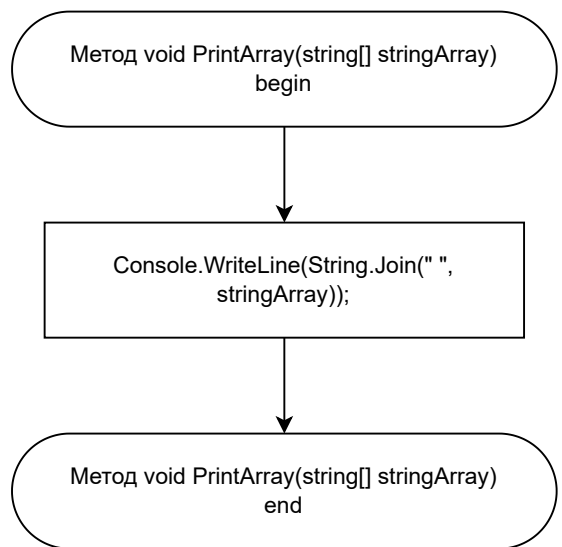 Метод void PrintArray(string[] stringArray)
begin
Console.WriteLine(String.Join(" ",
stringArray));
Метод void PrintArray(string[] stringArray)
end